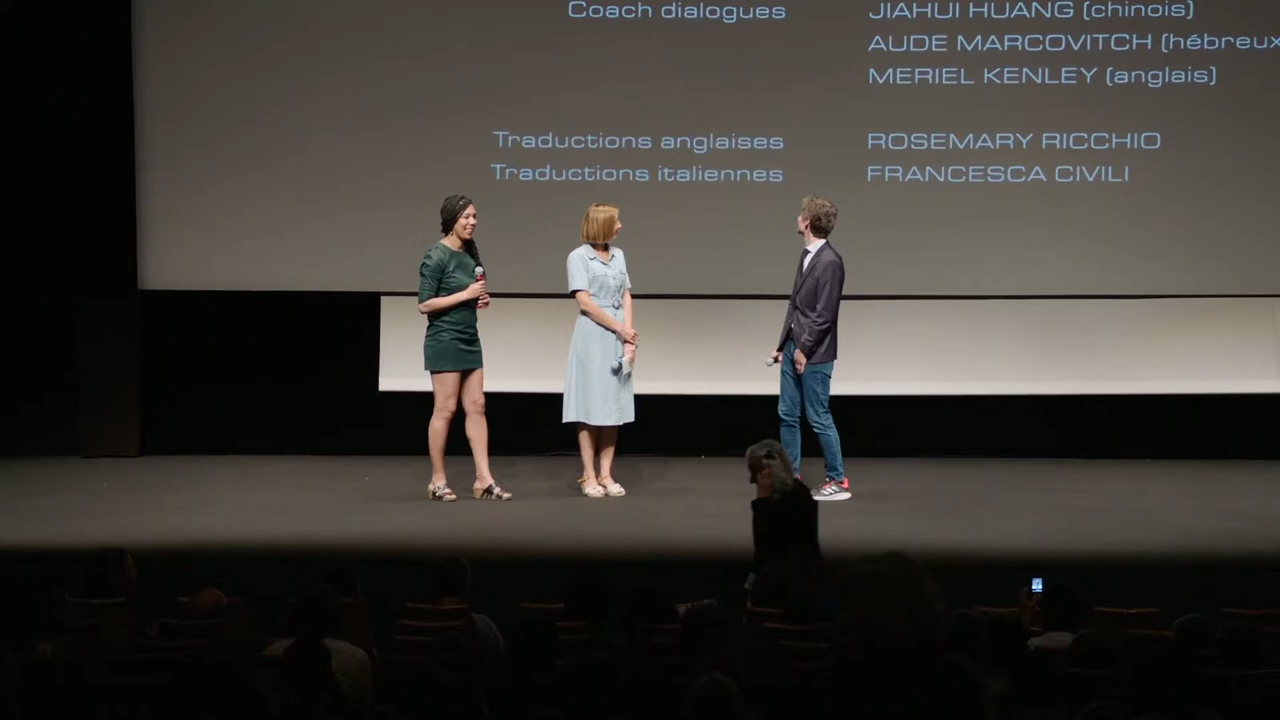 Coach dialogues JIAHUI HUANG (chinois)
AUDE MARCOVITCH (hébreux
MERIEL KENLEY (anglais)
Traductions anglaises ROSEMARY RICCHIO
Traductions italiennes FRANCESCA CIVILI